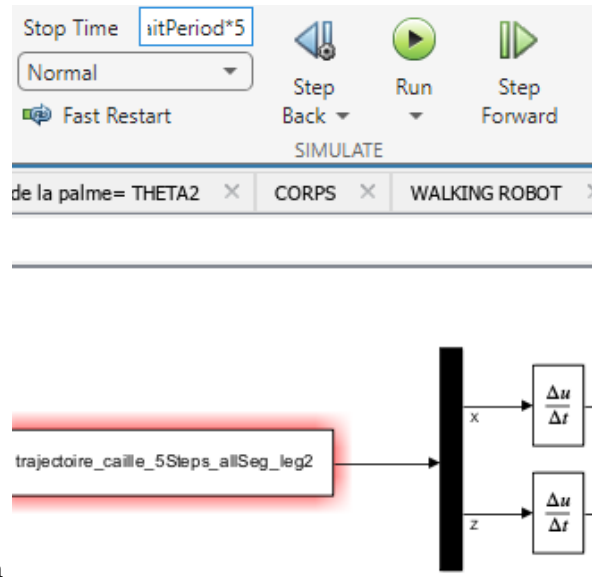 Stop Time aitPeriod*5
Normal
Fast Restart
Step
Back
Run
Step
Forward
SIMULATE
de la palme= THETA2 × CORPS × WALKING ROBOT
trajectoire_caille_5Steps_allSeg_leg2
x
Δu
Δt
z
Δu
Δt